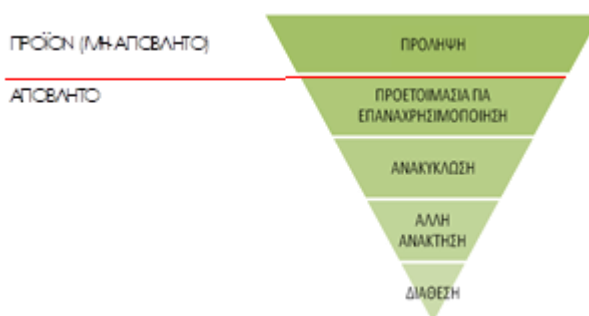 ΠΡΟΪΟΝ (ΜΗ-ΑΠΟΒΛΗΤΟ)
ΠΡΟΛΗΨΗ
ΑΠΟΒΛΗΤΟ
ΠΡΟΕΤΟΙΜΑΣΙΑ ΓΙΑ
ΕΠΑΝΑΧΡΗΣΙΜΟΠΟΙΗΣΗ
ΑΝΑΚΥΚΛΩΣΗ
ΑΛΛΗ
ΑΝΑΚΤΗΣΗ
ΔΙΑΘΕΣΗ